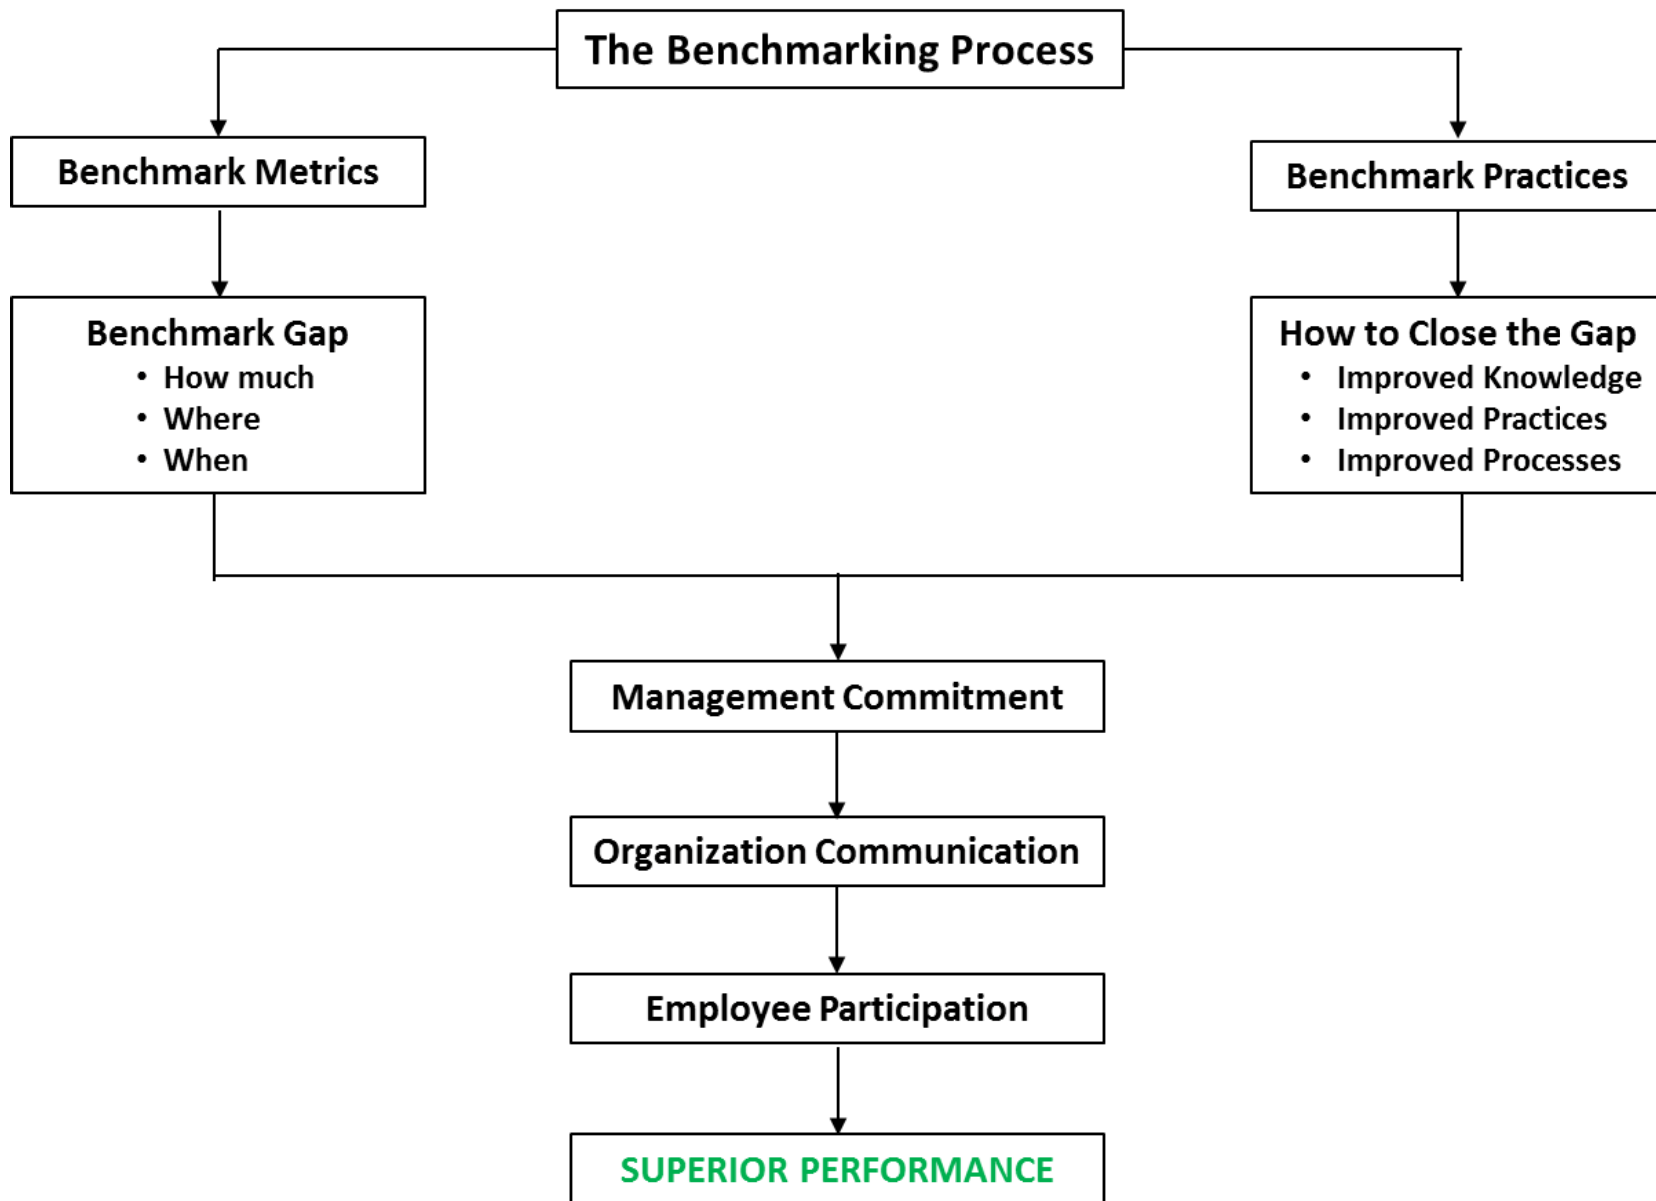 The Benchmarking Process
Benchmark Metrics
Benchmark Practices
Benchmark Gap
• How much
• Where
• When
How to Close the Gap
• Improved Knowledge
• Improved Practices
• Improved Processes
Management Commitment
Organization Communication
Employee Participation
SUPERIOR PERFORMANCE